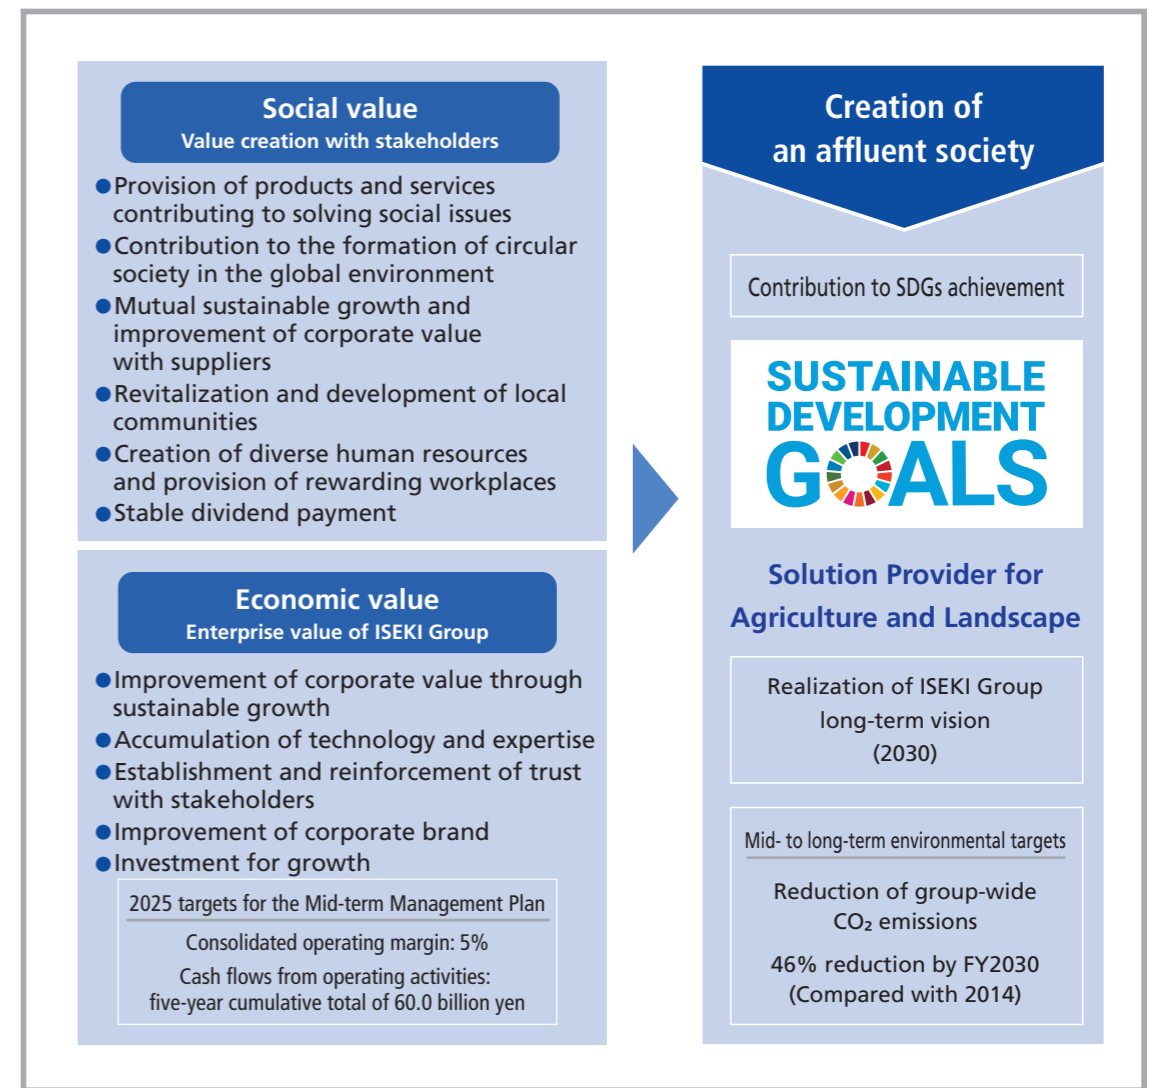 Social value
Value creation with stakeholders
●Provision of products and services
contributing to solving social issues
●Contribution to the formation of circular
society in the global environment
●Mutual sustainable growth and
improvement of corporate value
with suppliers
●Revitalization and development of local
communities
●Creation of diverse human resources
and provision of rewarding workplaces
●Stable dividend payment
Economic value
Enterprise value of ISEKI Group
●Improvement of corporate value through
sustainable growth
●Accumulation of technology and expertise
●Establishment and reinforcement of trust
with stakeholders
●Improvement of corporate brand
●Investment for growth
2025 targets for the Mid-term Management Plan
Consolidated operating margin: 5%
Cash flows from operating activities:
five-year cumulative total of 60.0 billion yen
Creation of
an affluent society
Contribution to SDGs achievement
SUSTAINABLE
DEVELOPMENT
GOALS
Solution Provider for
Agriculture and Landscape
Realization of ISEKI Group
long-term vision
(2030)
Mid- to long-term environmental targets
Reduction of group-wide
CO₂ emissions
46% reduction by FY2030
(Compared with 2014)